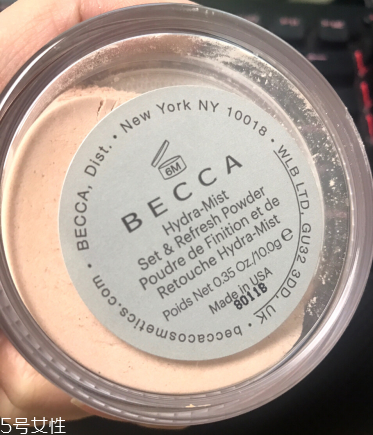 BECCA, Dist. • New York NY 10018 • WLB LTD, GU32 3DD, UK • beccacosmetics.com •
6M
BECCA
Hydra-Mist
Set & Refresh Powder
Poudre de Finition et de
Retouche Hydra-Mist
Poids Net 0.35 Oz/10.0g ℮
Made in USA
80118
5号女性